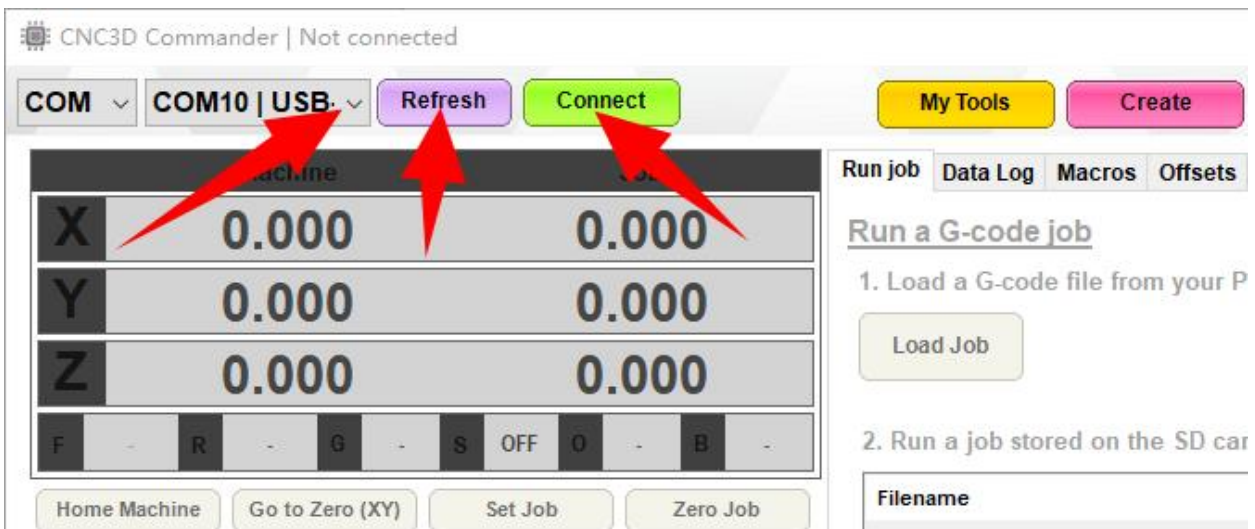 CNC3D Commander | Not connected
COM COM10 | USB- Refresh Connect My Tools Create
Run job Data Log Macros Offsets
X 0.000 0.000
Run a G-code job
Y 0.000 0.000
1. Load a G-code file from your P
Load Job
Z 0.000 0.000
F - R - G - S OFF O - B -
2. Run a job stored on the SD car
Home Machine Go to Zero (XY) Set Job Zero Job
Filename